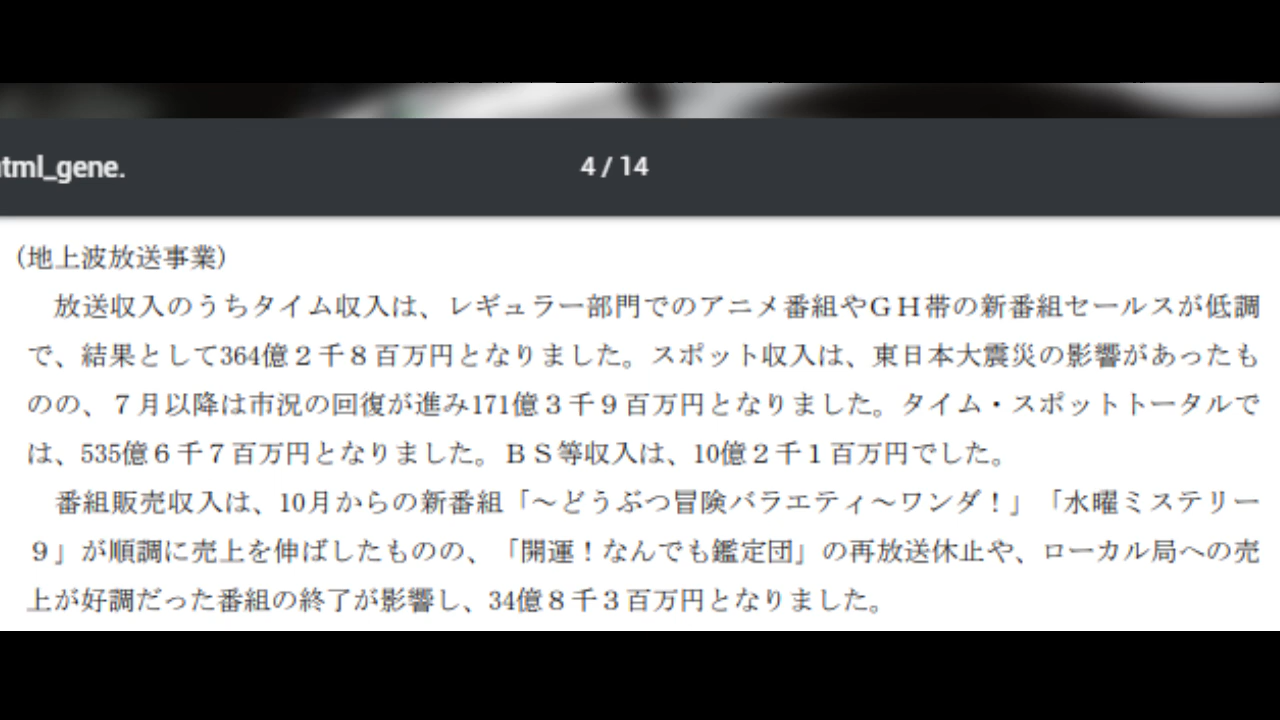 tml_gene.
4 / 14
（地上波放送事業）
放送収入のうちタイム収入は、レギュラー部門でのアニメ番組やＧＨ帯の新番組セールスが低調
で、結果として364億２千８百万円となりました。スポット収入は、東日本大震災の影響があったも
のの、７月以降は市況の回復が進み171億３千９百万円となりました。タイム・スポットトータルで
は、535億６千７百万円となりました。ＢＳ等収入は、10億２千１百万円でした。
番組販売収入は、10月からの新番組「～どうぶつ冒険バラエティ～ワンダ！」「水曜ミステリー
９」が順調に売上を伸ばしたものの、「開運！なんでも鑑定団」の再放送休止や、ローカル局への売
上が好調だった番組の終了が影響し、34億８千３百万円となりました。